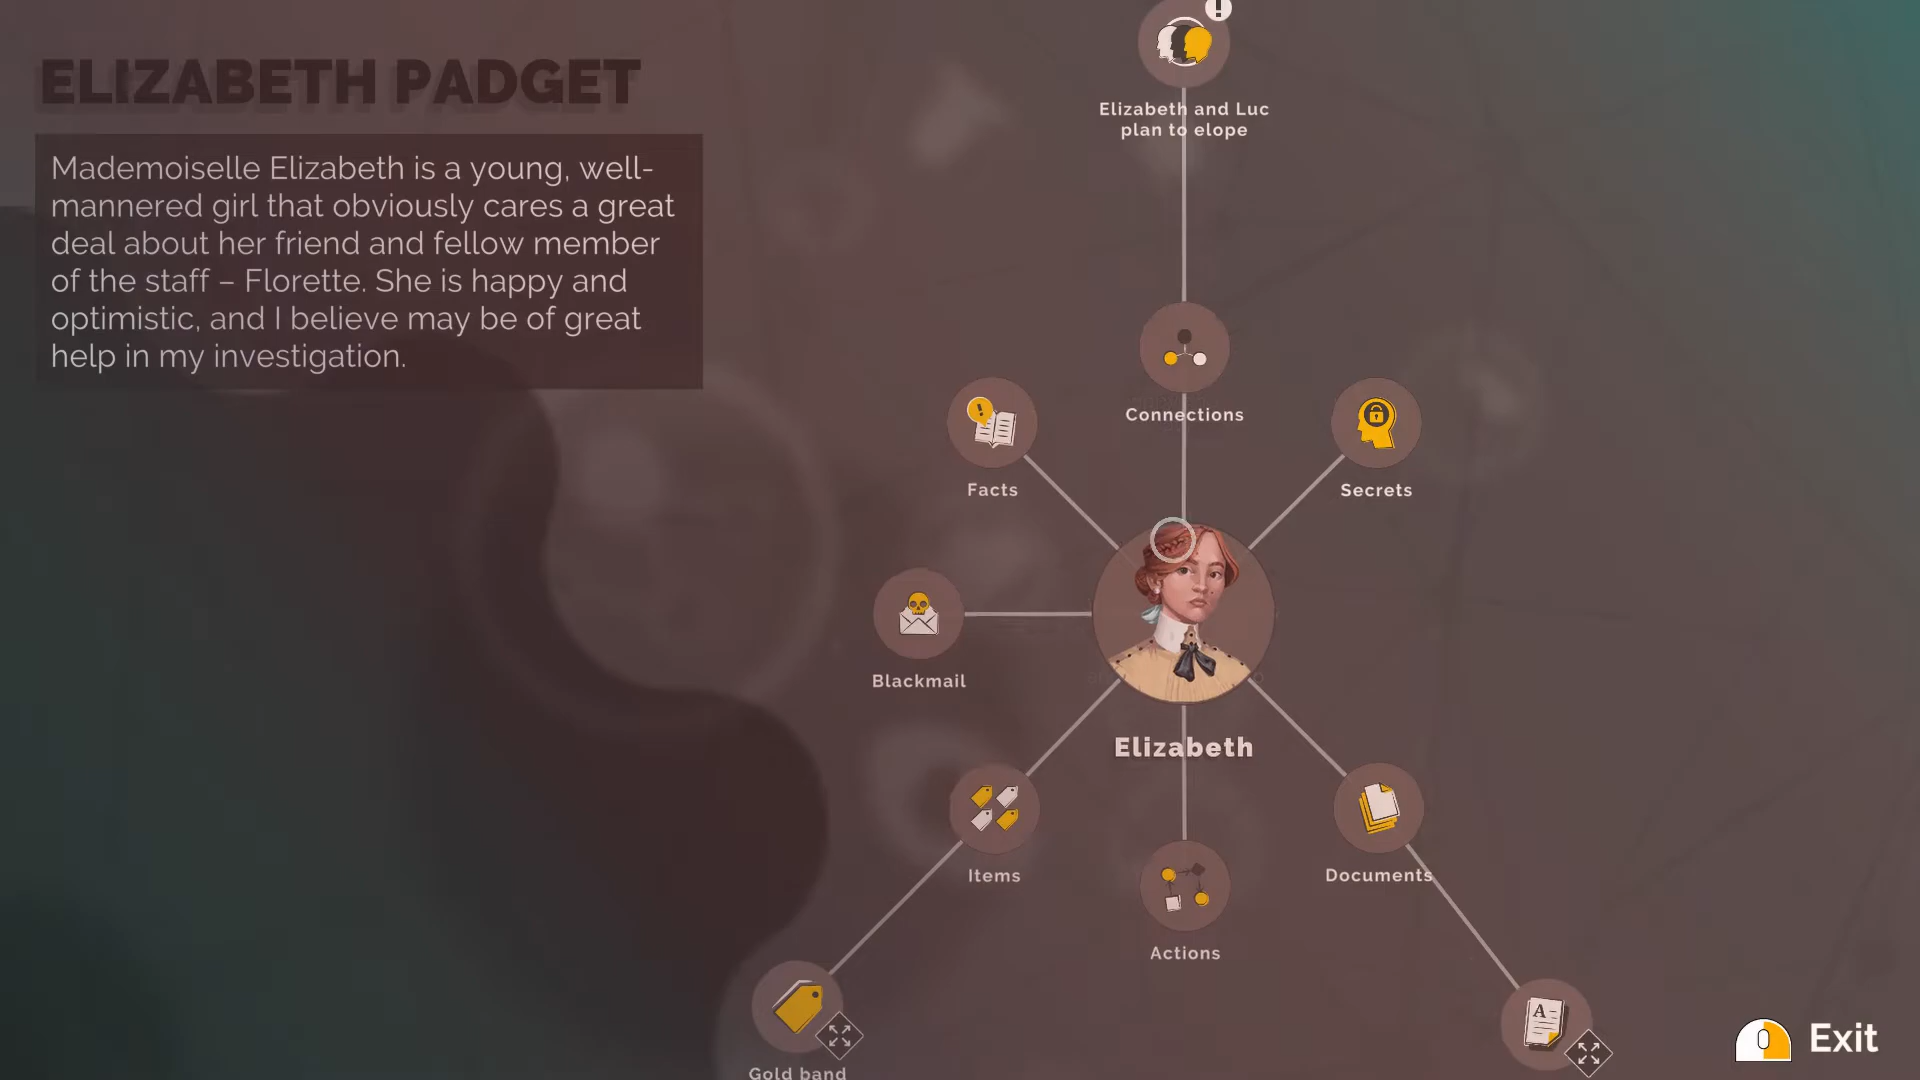 ELIZABETH PADGET
Mademoiselle Elizabeth is a young, well-
mannered girl that obviously cares a great
deal about her friend and fellow member
of the staff – Florette. She is happy and
optimistic, and I believe may be of great
help in my investigation.
Elizabeth and Luc
plan to elope
Connections
Facts
Secrets
Blackmail
Elizabeth
Items
Documents
Actions
Gold band
Exit